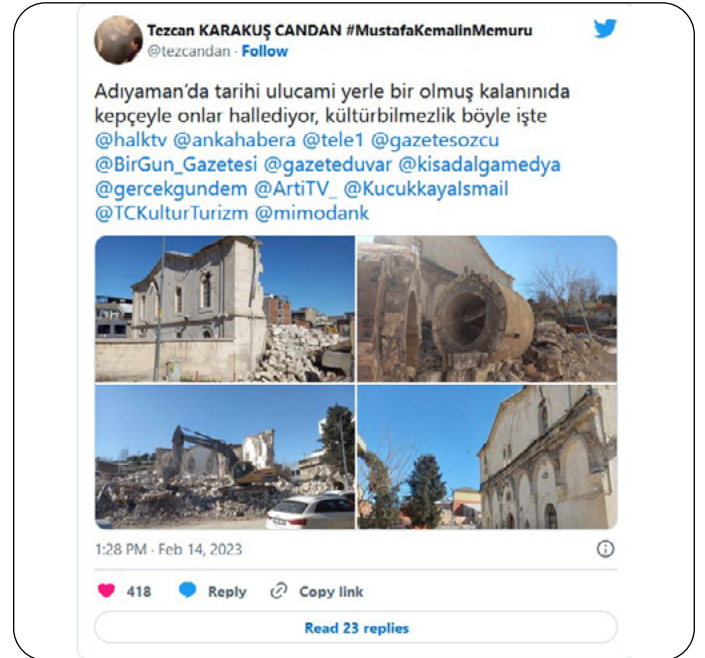 Tezcan KARAKUŞ CANDAN #MustafaKemalinMemuru
@tezcandan · Follow
Adıyaman'da tarihi ulucami yerle bir olmuş kalanınıda
kepçeyle onlar hallediyor, kültürbilmezlik böyle işte
@halktv @ankahabera @tele1 @gazetesozcu
@BirGun_Gazetesi @gazeteduvar @kisadalgamedya
@gercekgundem @ArtiTV_ @KucukkayaIsmail
@TCKulturTurizm @mimodank
1:28 PM · Feb 14, 2023
418 Reply Copy link
Read 23 replies